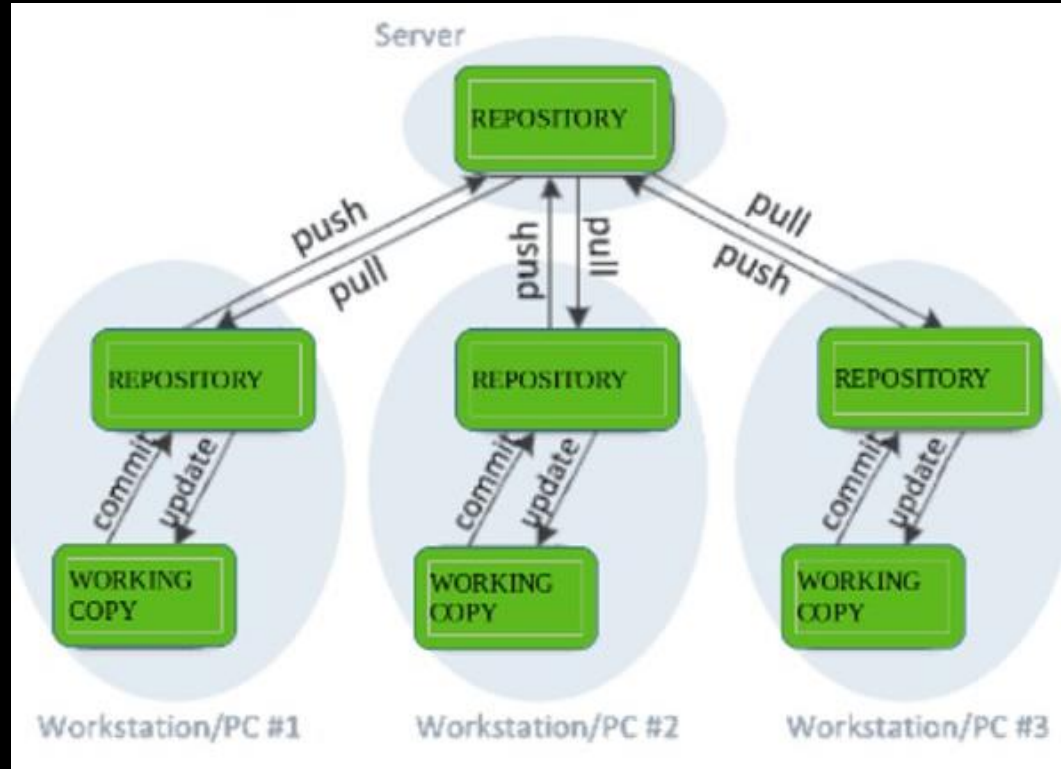 Server
REPOSITORY
push
pull
push
pull
pull
push
REPOSITORY
REPOSITORY
REPOSITORY
commit
update
commit
update
commit
update
WORKING
COPY
WORKING
COPY
WORKING
COPY
Workstation/PC #1
Workstation/PC #2
Workstation/PC #3